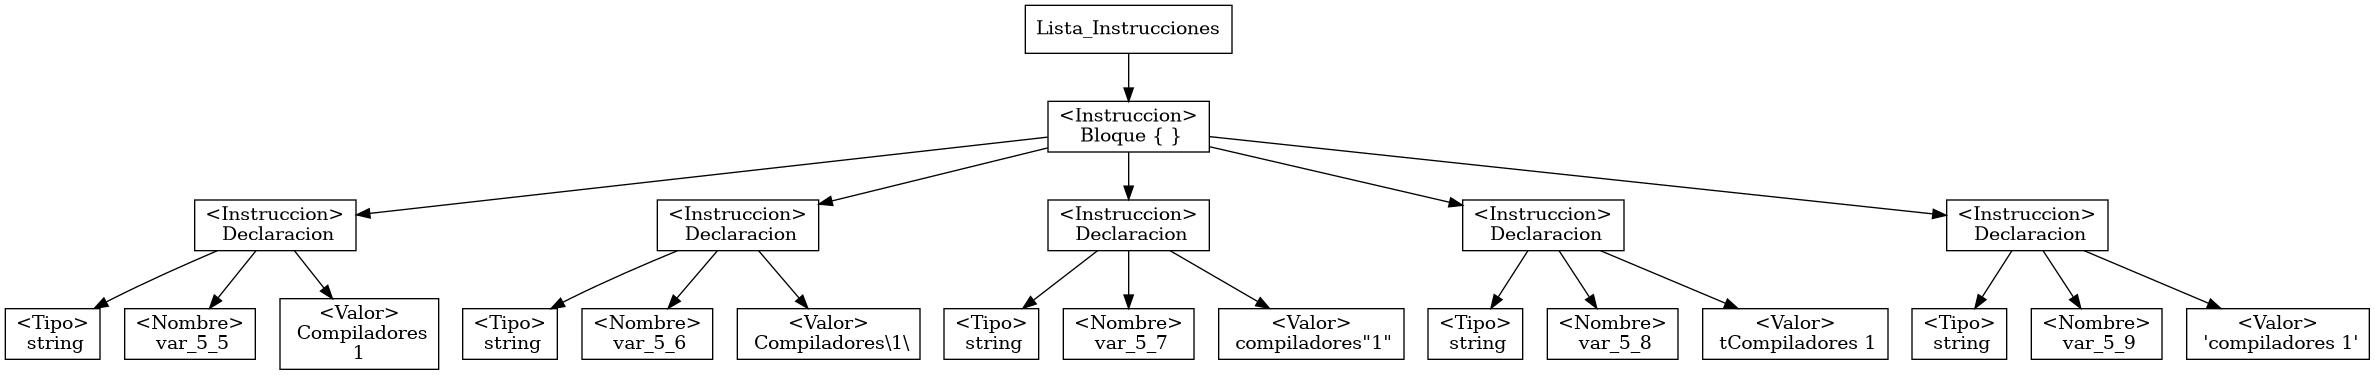 Lista_Instrucciones
<Instruccion>
Bloque { }
<Instruccion>
Declaracion
<Instruccion>
Declaracion
<Instruccion>
Declaracion
<Instruccion>
Declaracion
<Instruccion>
Declaracion
<Tipo>
string
<Nombre>
var_5_5
<Valor>
Compiladores
1
<Tipo>
string
<Nombre>
var_5_6
<Valor>
Compiladores\1\
<Tipo>
string
<Nombre>
var_5_7
<Valor>
compiladores"1"
<Tipo>
string
<Nombre>
var_5_8
<Valor>
tCompiladores 1
<Tipo>
string
<Nombre>
var_5_9
<Valor>
'compiladores 1'